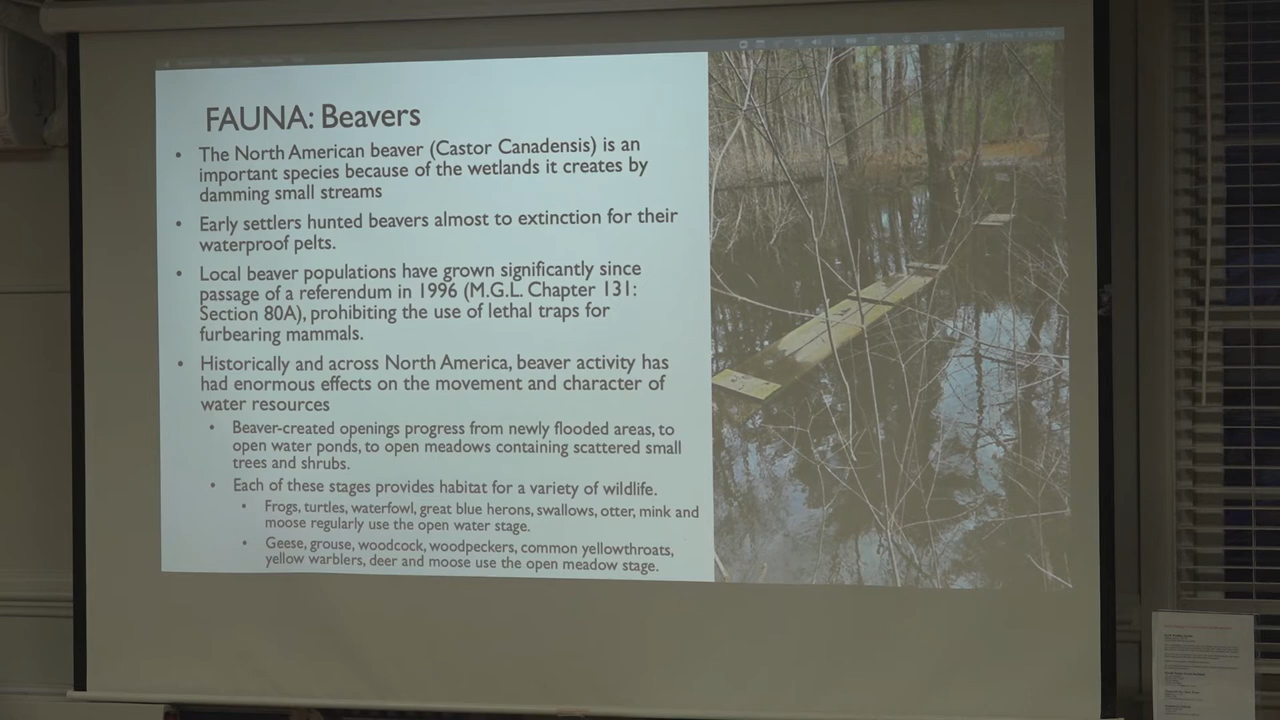 FAUNA: Beavers
• The North American beaver (Castor Canadensis) is an
important species because of the wetlands it creates by
damming small streams
• Early settlers hunted beavers almost to extinction for their
waterproof pelts.
• Local beaver populations have grown significantly since
passage of a referendum in 1996 (M.G.L. Chapter 131:
Section 80A), prohibiting the use of lethal traps for
furbearing mammals.
• Historically and across North America, beaver activity has
had enormous effects on the movement and character of
water resources
• Beaver-created openings progress from newly flooded areas, to
open water ponds, to open meadows containing scattered small
trees and shrubs.
• Each of these stages provides habitat for a variety of wildlife.
• Frogs, turtles, waterfowl, great blue herons, swallows, otter, mink and
moose regularly use the open water stage.
• Geese, grouse, woodcock, woodpeckers, common yellowthroats,
yellow warblers, deer and moose use the open meadow stage.